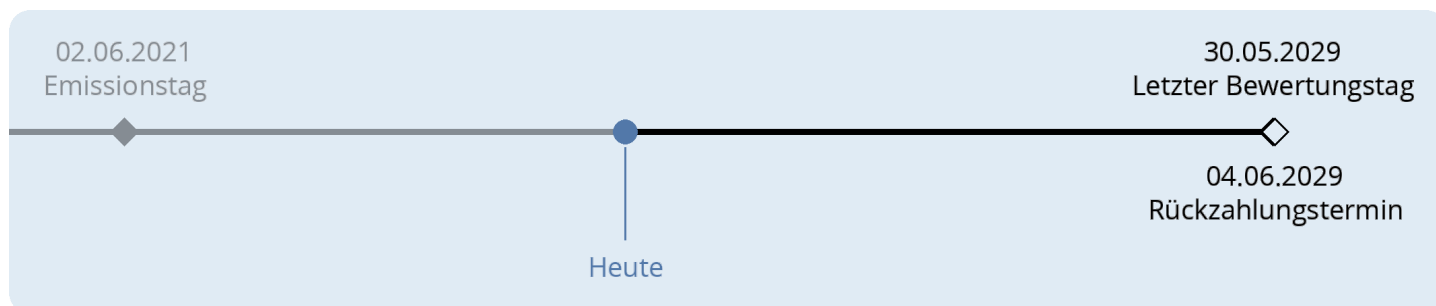 02.06.2021
Emissionstag
30.05.2029
Letzter Bewertungstag
04.06.2029
Rückzahlungstermin
Heute